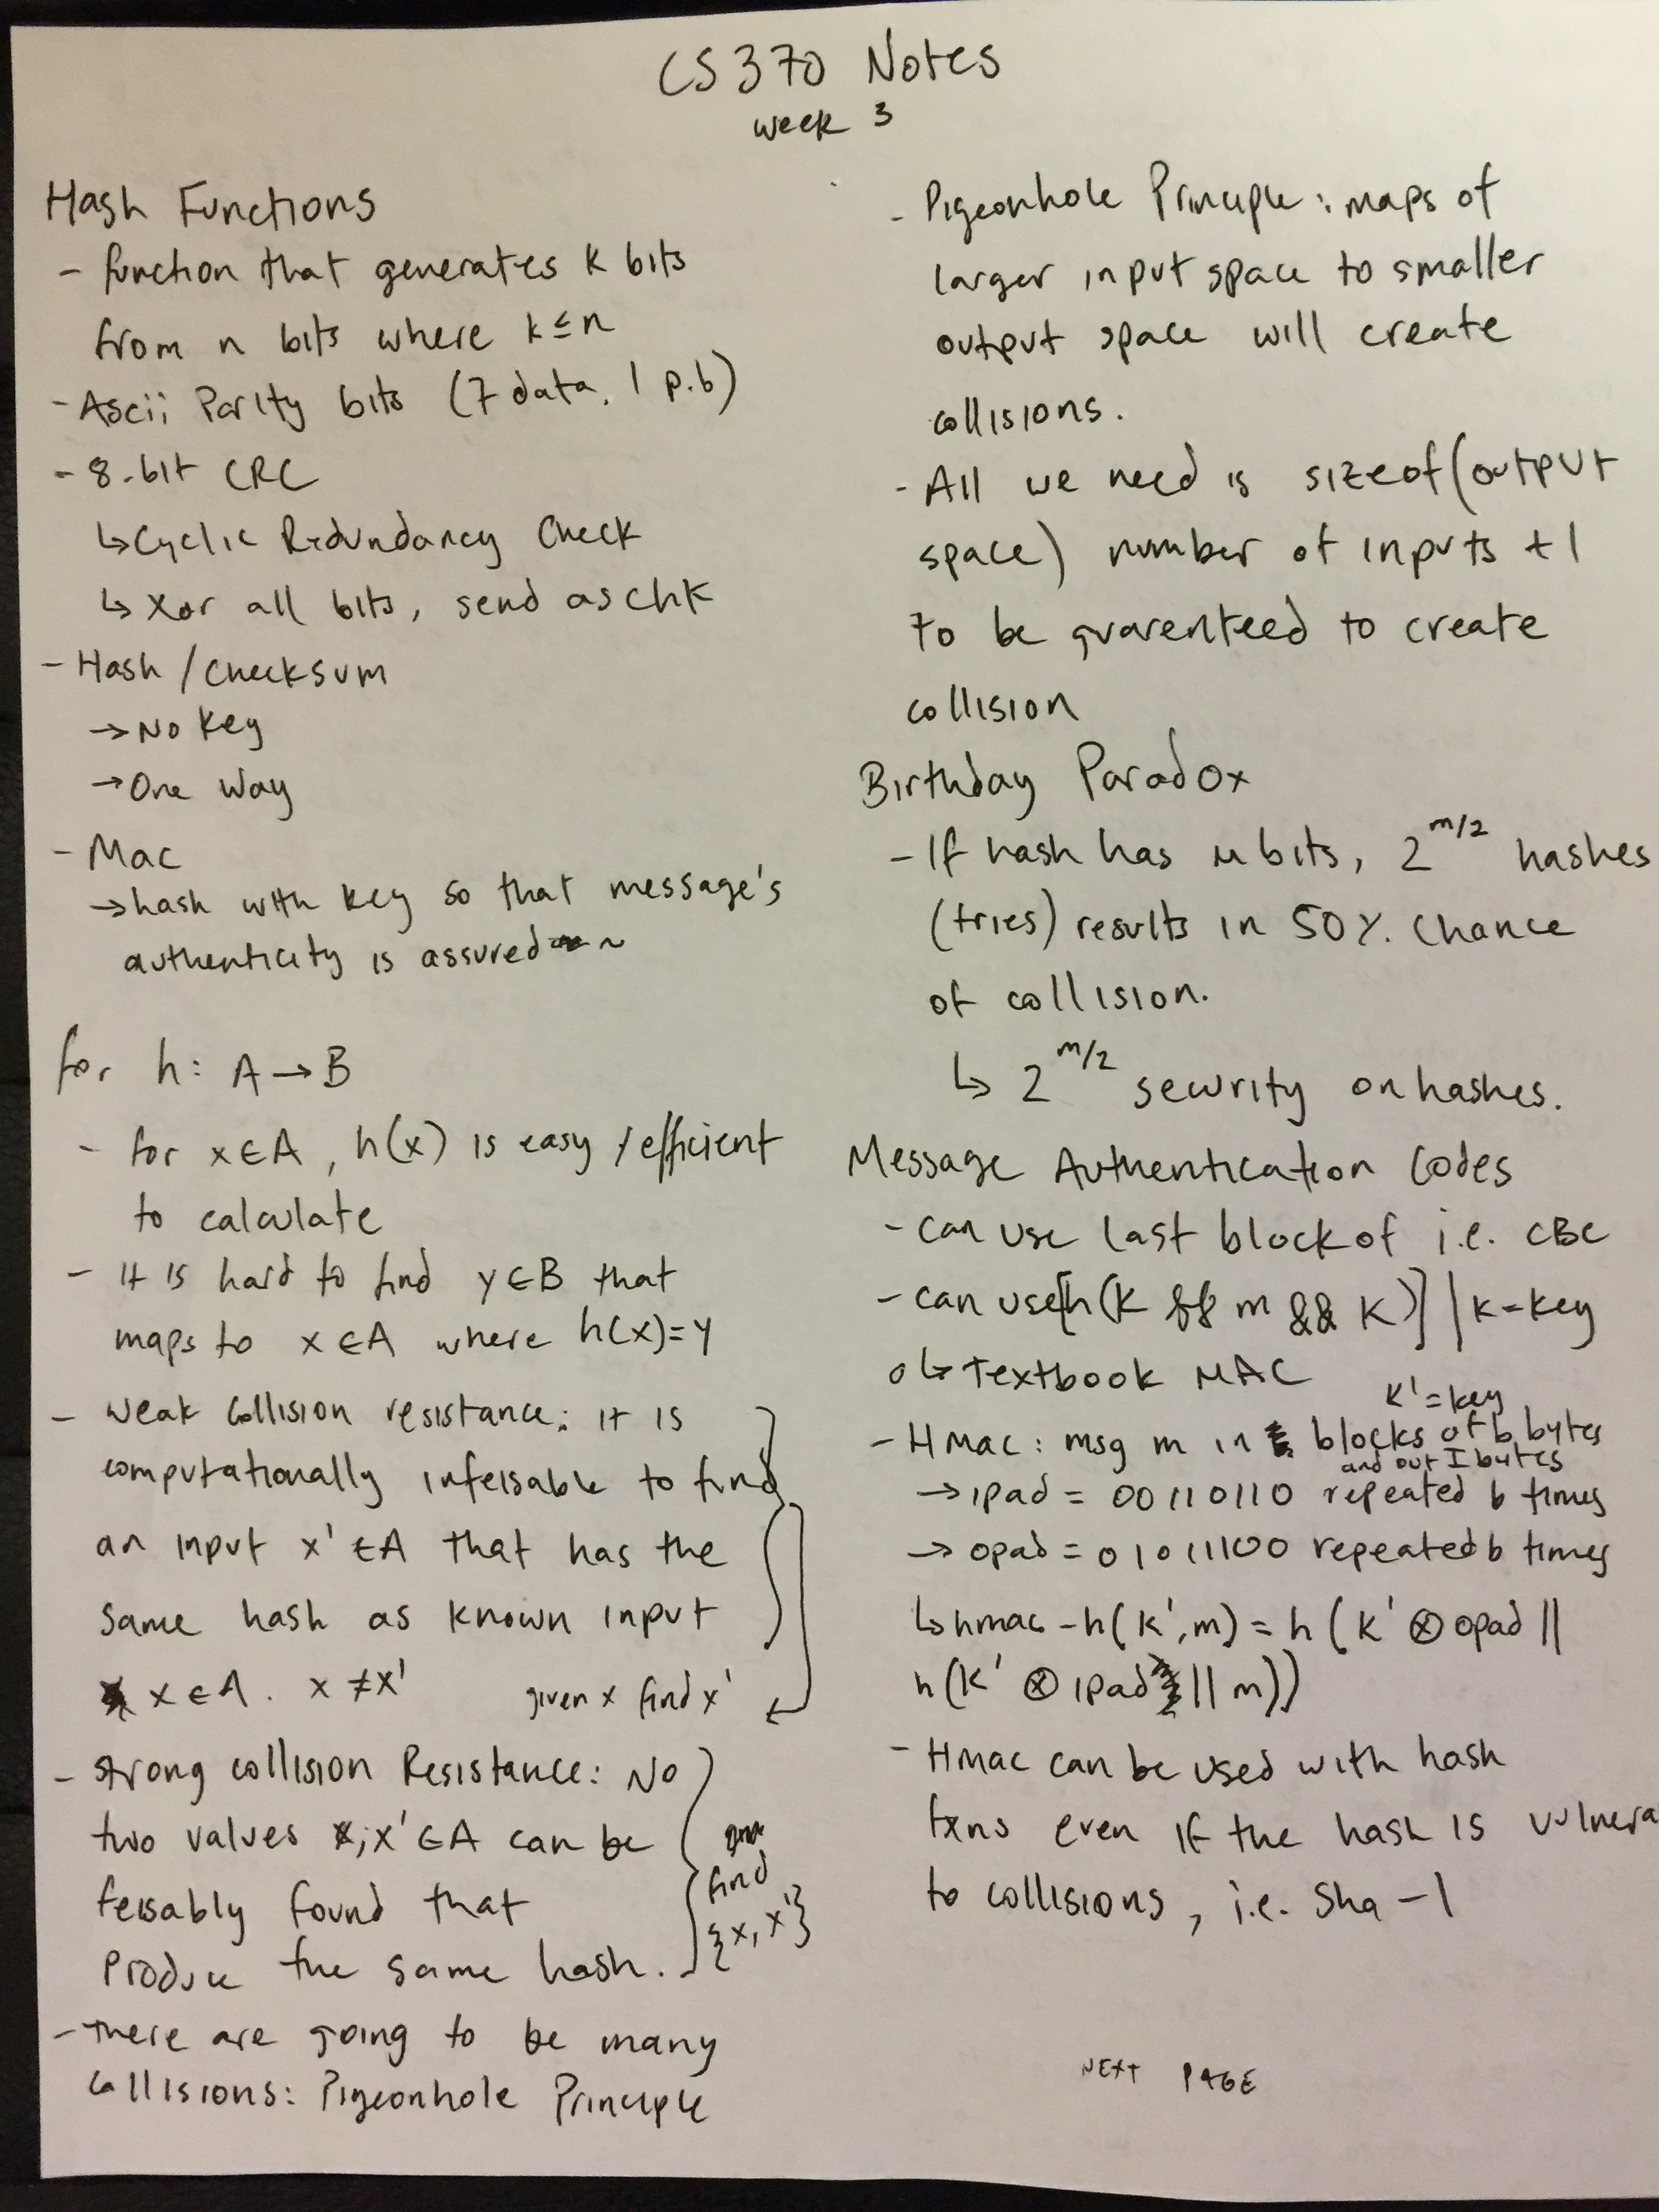 CS 370 Notes
week 3
Hash Functions
- function that generates k bits
from n bits where k ≤ n
- Ascii Parity bits (7 data, 1 p.b)
- 8-bit CRC
↳ Cyclic Redundancy Check
↳ Xor all bits, send as chk
- Hash / Checksum
→ No Key
→ One Way
- Mac
→ hash with key so that message's
authenticity is assured
for h: A → B
- for x ∈ A, h(x) is easy / efficient
to calculate
- it is hard to find y ∈ B that
maps to x ∈ A where h(x) = y
- weak collision resistance: it is
computationally infeisable to find
an input x' ∈ A that has the
same hash as known input
x ∈ A. x ≠ x' given x find x'
- strong collision Resistance: No
two values x, x' ∈ A can be
feisably found that
produce the same hash.
find
{x, x'}
- there are going to be many
collisions: Pigeonhole Principle
- Pigeonhole Principle: maps of
larger input space to smaller
output space will create
collisions.
- All we need is sizeof(output
space) number of inputs +1
to be guarenteed to create
collision
Birthday Paradox
- If hash has m bits, 2^m/2 hashes
(tries) results in 50% chance
of collision.
↳ 2^m/2 security on hashes.
Message Authentication Codes
- can use last block of i.e. CBC
- can use [h(K && m && K)] | K = key
↳ Textbook MAC
K' = key
- Hmac: msg m in blocks of b bytes
and out I bytes
→ ipad = 00110110 repeated b times
→ opad = 01011100 repeated b times
↳ hmac - h(K', m) = h(K' ⊗ opad ||
h(K' ⊗ ipad || m))
- Hmac can be used with hash
fxns even if the hash is vulnera
to collisions, i.e. Sha-1
NEXT PAGE